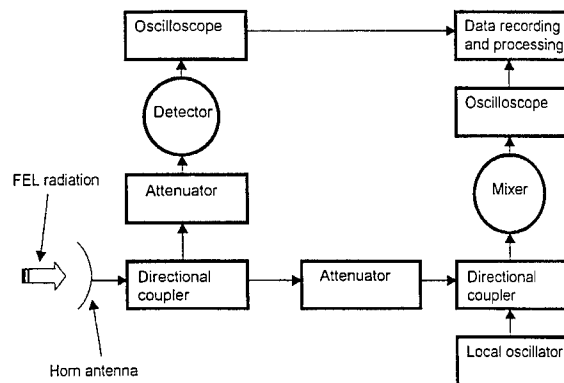 Oscilloscope
Data recording
and processing
Detector
Oscilloscope
FEL radiation
Attenuator
Mixer
Directional
coupler
Attenuator
Directional
coupler
Horn antenna
Local oscillator